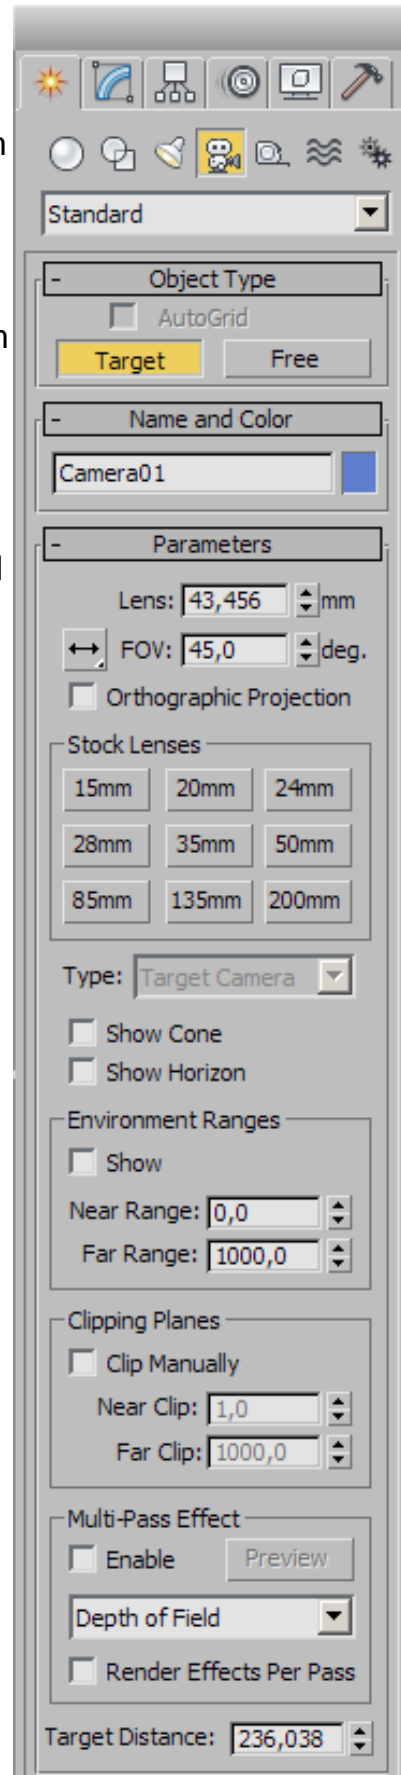 n
Standard
- Object Type
AutoGrid
Target Free
n
- Name and Color
Camera01
- Parameters
Lens: 43,456 mm
FOV: 45,0 deg.
Orthographic Projection
Stock Lenses
15mm 20mm 24mm
28mm 35mm 50mm
85mm 135mm 200mm
Type: Target Camera
Show Cone
Show Horizon
Environment Ranges
Show
Near Range: 0,0
Far Range: 1000,0
Clipping Planes
Clip Manually
Near Clip: 1,0
Far Clip: 1000,0
Multi-Pass Effect
Enable Preview
Depth of Field
Render Effects Per Pass
Target Distance: 236,038